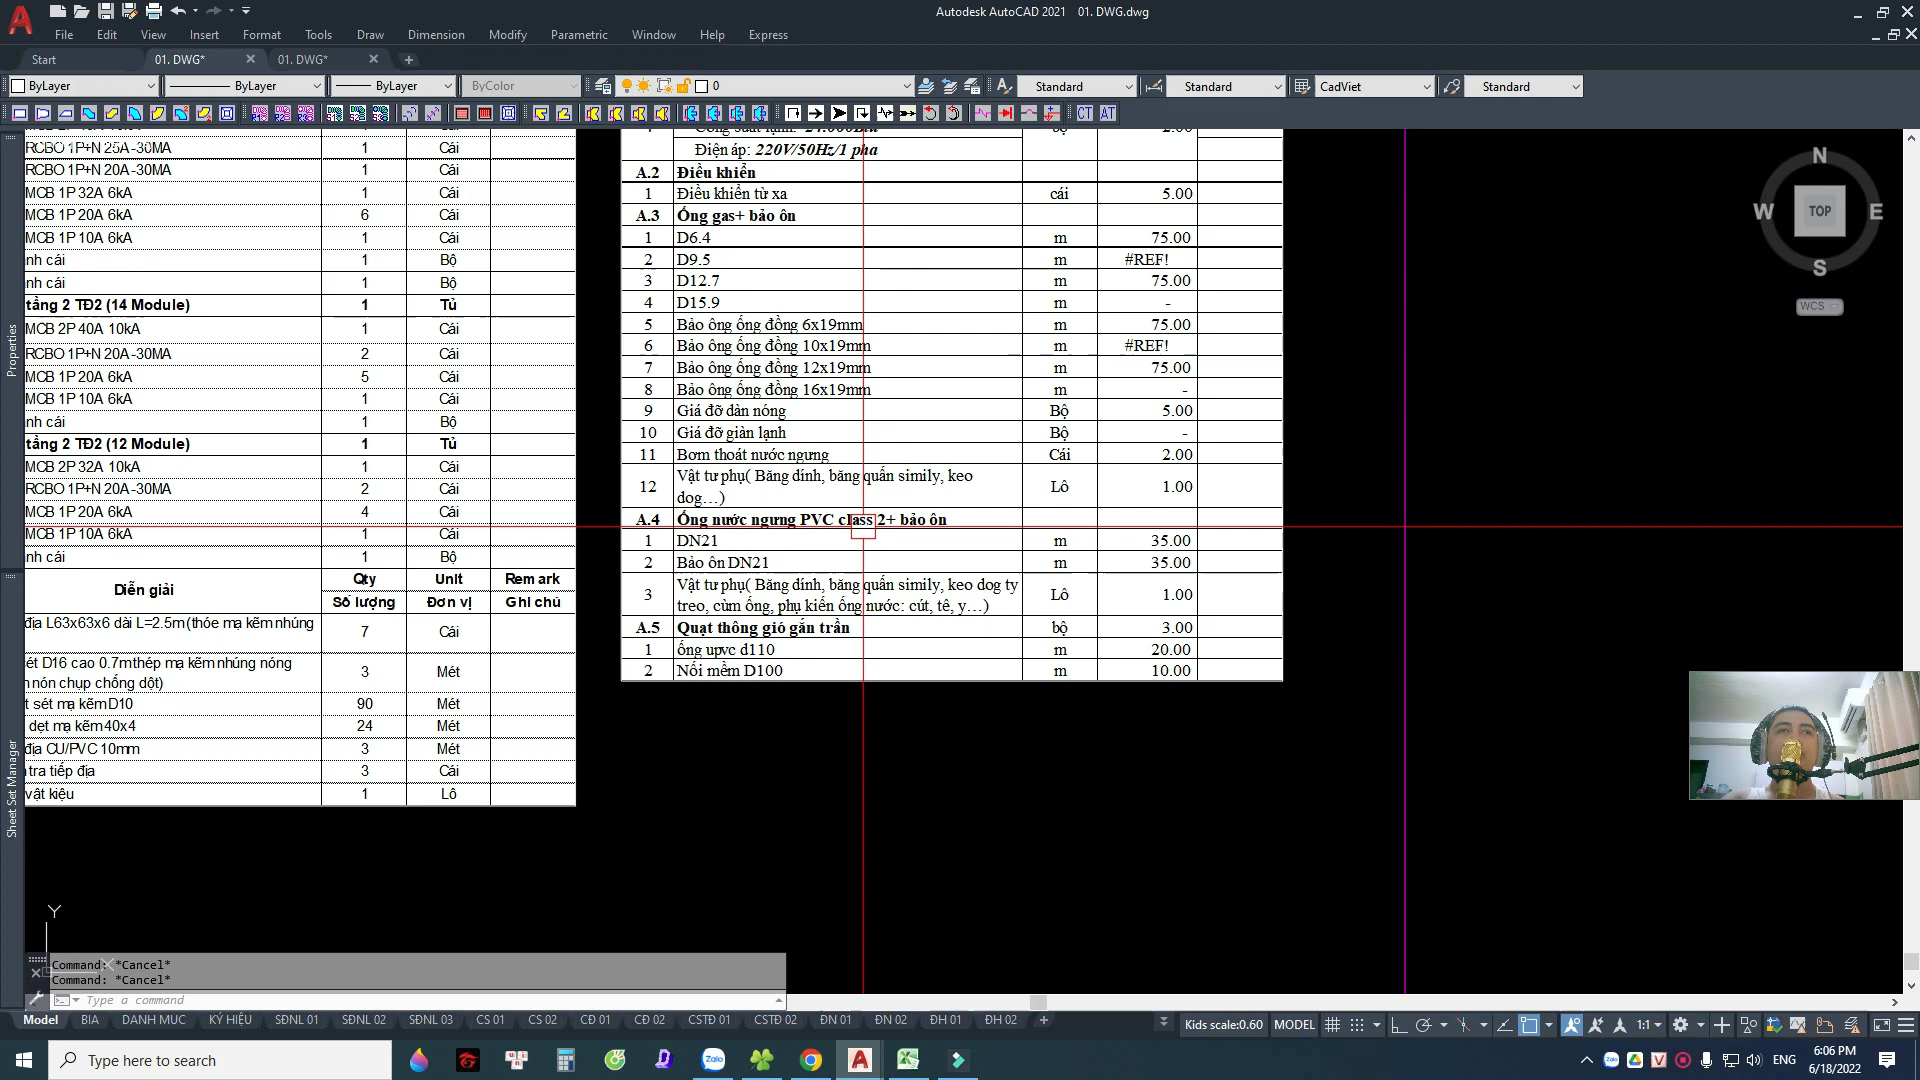 Autodesk AutoCAD 2021 01. DWG.dwg
File Edit View Insert Format Tools Draw Dimension Modify Parametric Window Help Express
Start 01. DWG* 01. DWG*
ByLayer ByLayer ByLayer ByColor 0 Standard Standard CadViet Standard
CT AT
RCBO 1P+N 25A-30MA 1 Cái
RCBO 1P+N 20A-30MA 1 Cái
MCB 1P 32A 6kA 1 Cái
MCB 1P 20A 6kA 6 Cái
MCB 1P 10A 6kA 1 Cái
nh cái 1 Bộ
nh cái 1 Bộ
tầng 2 TĐ2 (14 Module) 1 Tủ
MCB 2P 40A 10kA 1 Cái
RCBO 1P+N 20A-30MA 2 Cái
MCB 1P 20A 6kA 5 Cái
MCB 1P 10A 6kA 1 Cái
nh cái 1 Bộ
tầng 2 TĐ2 (12 Module) 1 Tủ
MCB 2P 32A 10kA 1 Cái
RCBO 1P+N 20A-30MA 2 Cái
MCB 1P 20A 6kA 4 Cái
MCB 1P 10A 6kA 1 Cái
nh cái 1 Bộ
Diễn giải Qty Unit Remark
Số lượng Đơn vị Ghi chú
địa L63x63x6 dài L=2.5m(thóe mạ kẽm nhúng 7 Cái
ét D16 cao 0.7mthép mạ kẽm nhúng nóng
n nón chụp chống dột) 3 Mét
t sét mạ kẽm D10 90 Mét
dẹt mạ kẽm 40x4 24 Mét
địa CU/PVC 10mm 3 Mét
tra tiếp địa 3 Cái
vật kiệu 1 Lô
Công suất lạnh: 24.000Btu bộ 2.00
Điện áp: 220V/50Hz/1 pha
A.2 Điều khiển
1 Điều khiển từ xa cái 5.00
A.3 Ống gas+ bảo ôn
1 D6.4 m 75.00
2 D9.5 m #REF!
3 D12.7 m 75.00
4 D15.9 m -
5 Bảo ông ống đồng 6x19mm m 75.00
6 Bảo ông ống đồng 10x19mm m #REF!
7 Bảo ông ống đồng 12x19mm m 75.00
8 Bảo ông ống đồng 16x19mm m -
9 Giá đỡ dàn nóng Bộ 5.00
10 Giá đỡ giàn lạnh Bộ -
11 Bơm thoát nước ngưng Cái 2.00
12 Vật tư phụ( Băng dính, băng quấn simily, keo
dog…) Lô 1.00
A.4 Ống nước ngưng PVC class 2+ bảo ôn
1 DN21 m 35.00
2 Bảo ôn DN21 m 35.00
3 Vật tư phụ( Băng dính, băng quấn simily, keo dog ty
treo, cùm ống, phụ kiến ống nước: cút, tê, y…) Lô 1.00
A.5 Quạt thông gió gắn trần bộ 3.00
1 ống upvc d110 m 20.00
2 Nối mềm D100 m 10.00
N
W TOP E
S
WCS
Properties
Sheet Set Manager
Y
X
Command: *Cancel*
Command: *Cancel*
Type a command
Model BIA DANH MUC KÝ HIỆU SĐNL 01 SĐNL 02 SĐNL 03 CS 01 CS 02 CĐ 01 CĐ 02 CSTĐ 01 CSTĐ 02 ĐN 01 ĐN 02 ĐH 01 ĐH 02
Kids scale:0.60 MODEL 1:1
Type here to search
Zalo
ENG
6:06 PM
6/18/2022